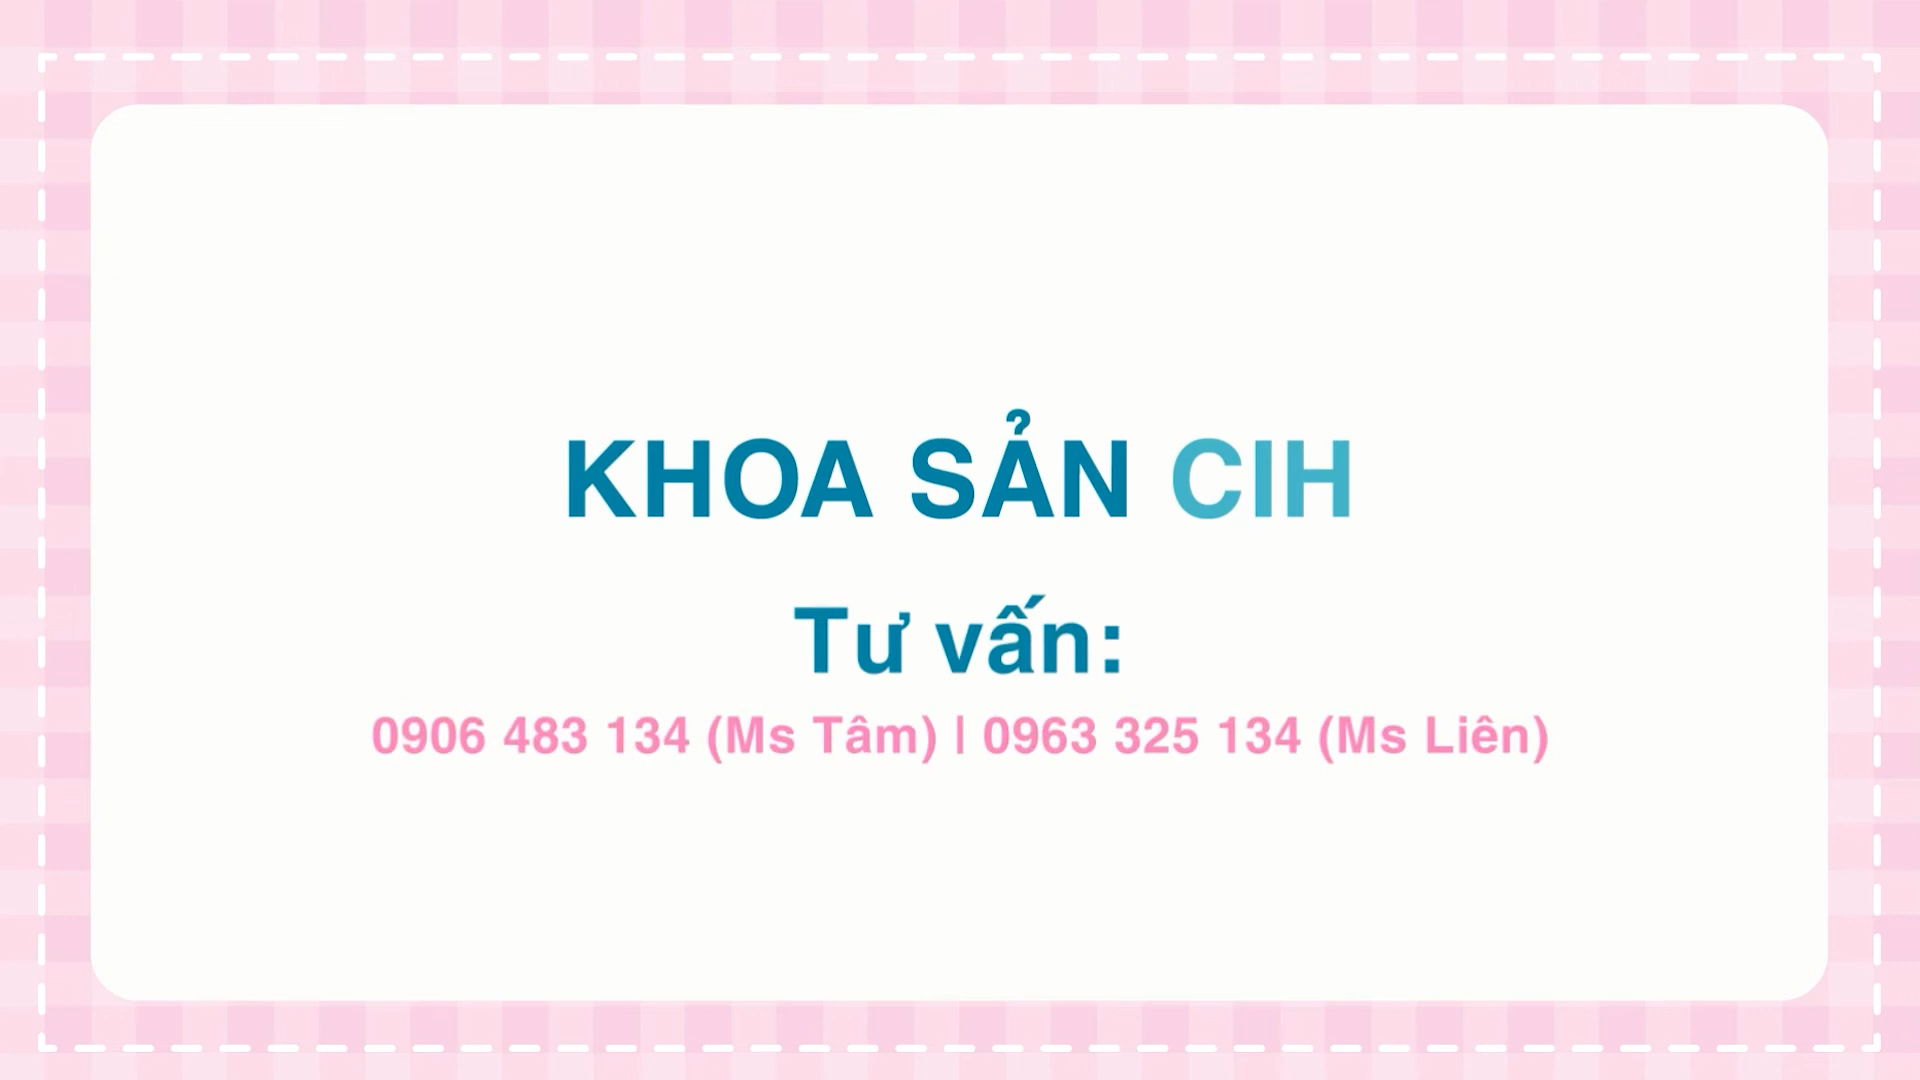 KHOA SẢN CIH
Tư vấn:
0906 483 134 (Ms Tâm) | 0963 325 134 (Ms Liên)